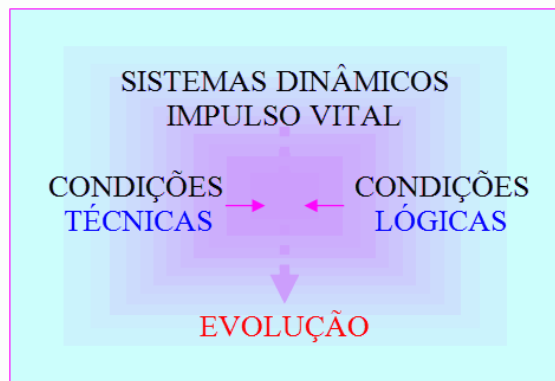 SISTEMAS DINÂMICOS
IMPULSO VITAL
CONDIÇÕES
TÉCNICAS
CONDIÇÕES
LÓGICAS
EVOLUÇÃO